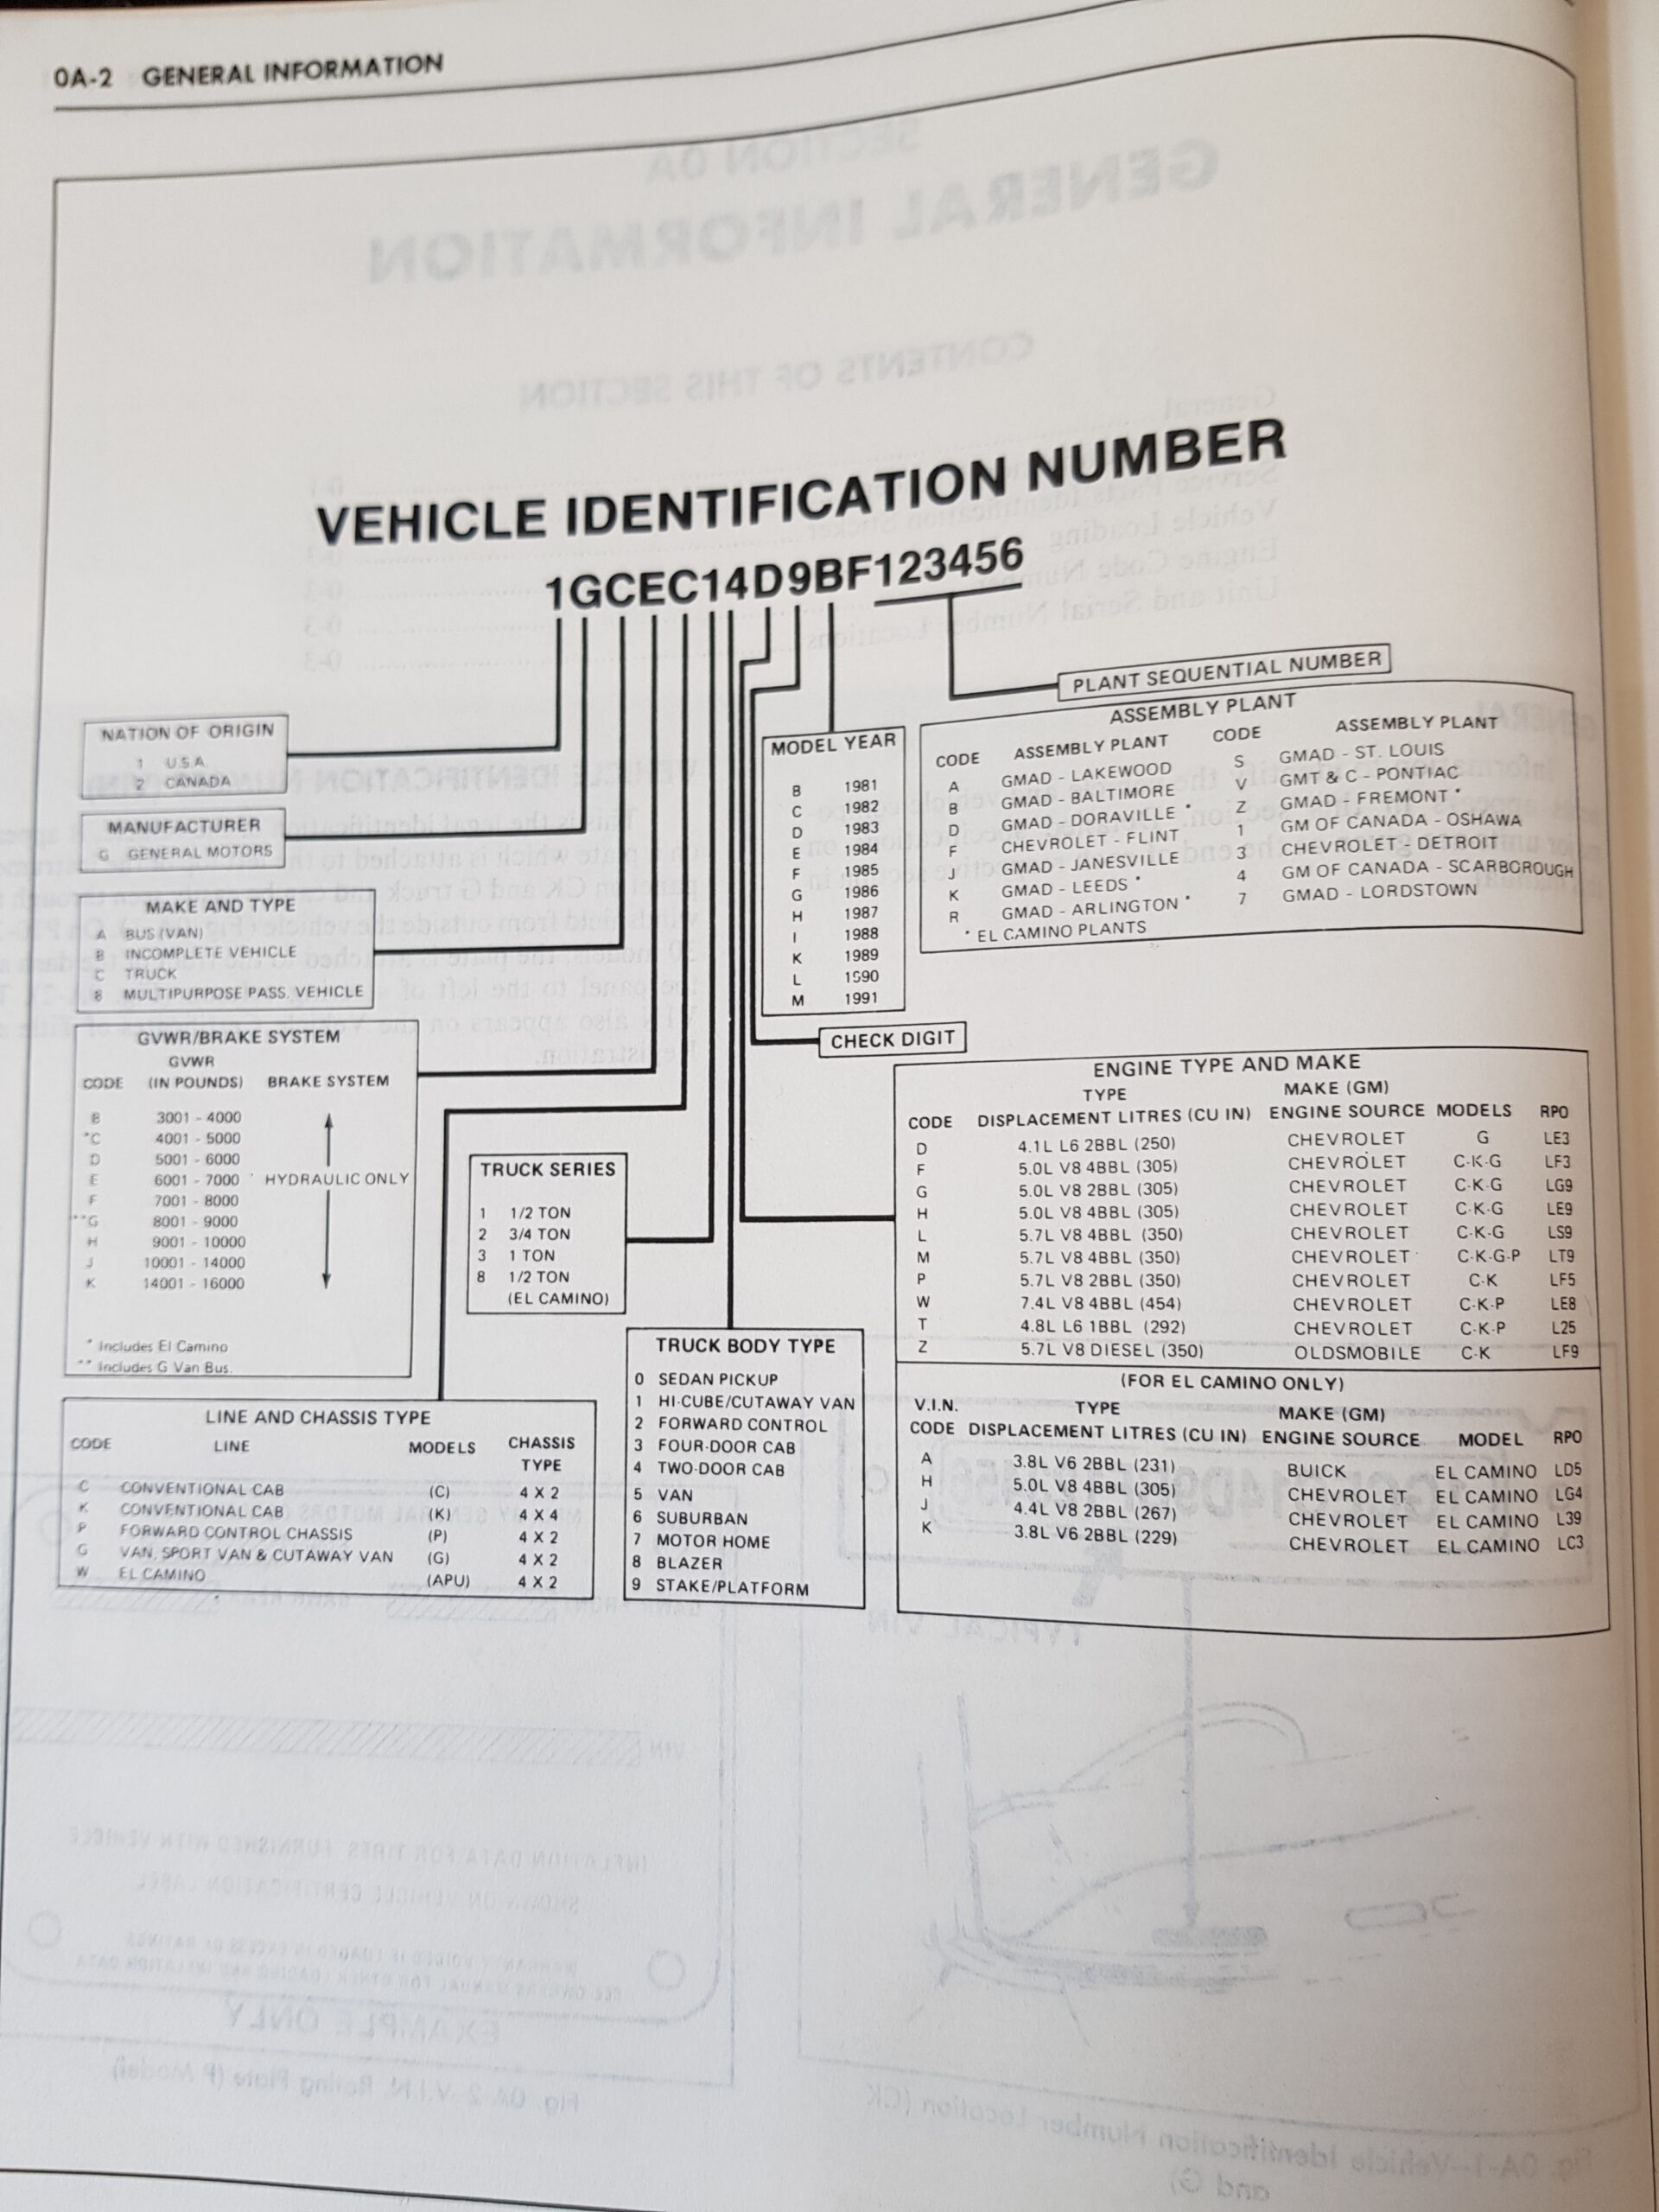 0A-2 GENERAL INFORMATION
VEHICLE IDENTIFICATION NUMBER
1GCEC14D9BF123456
NATION OF ORIGIN
1 U.S.A.
2 CANADA
MANUFACTURER
G GENERAL MOTORS
MAKE AND TYPE
A BUS (VAN)
B INCOMPLETE VEHICLE
C TRUCK
8 MULTIPURPOSE PASS. VEHICLE
GVWR/BRAKE SYSTEM
GVWR
CODE (IN POUNDS) BRAKE SYSTEM
B 3001 - 4000
*C 4001 - 5000
D 5001 - 6000
E 6001 - 7000 HYDRAULIC ONLY
F 7001 - 8000
**G 8001 - 9000
H 9001 - 10000
J 10001 - 14000
K 14001 - 16000
* Includes El Camino
** Includes G Van Bus.
LINE AND CHASSIS TYPE
CODE LINE MODELS CHASSIS
TYPE
C CONVENTIONAL CAB (C) 4 X 2
K CONVENTIONAL CAB (K) 4 X 4
P FORWARD CONTROL CHASSIS (P) 4 X 2
G VAN, SPORT VAN & CUTAWAY VAN (G) 4 X 2
W EL CAMINO (APU) 4 X 2
TRUCK SERIES
1 1/2 TON
2 3/4 TON
3 1 TON
8 1/2 TON
(EL CAMINO)
TRUCK BODY TYPE
0 SEDAN PICKUP
1 HI-CUBE/CUTAWAY VAN
2 FORWARD CONTROL
3 FOUR-DOOR CAB
4 TWO-DOOR CAB
5 VAN
6 SUBURBAN
7 MOTOR HOME
8 BLAZER
9 STAKE/PLATFORM
MODEL YEAR
B 1981
C 1982
D 1983
E 1984
F 1985
G 1986
H 1987
I 1988
K 1989
L 1990
M 1991
CHECK DIGIT
PLANT SEQUENTIAL NUMBER
ASSEMBLY PLANT
CODE ASSEMBLY PLANT CODE ASSEMBLY PLANT
A GMAD - LAKEWOOD S GMAD - ST. LOUIS
B GMAD - BALTIMORE V GMT & C - PONTIAC
D GMAD - DORAVILLE * Z GMAD - FREMONT *
F CHEVROLET - FLINT 1 GM OF CANADA - OSHAWA
J GMAD - JANESVILLE 3 CHEVROLET - DETROIT
K GMAD - LEEDS * 4 GM OF CANADA - SCARBOROUGH
R GMAD - ARLINGTON * 7 GMAD - LORDSTOWN
* EL CAMINO PLANTS
ENGINE TYPE AND MAKE
TYPE MAKE (GM)
CODE DISPLACEMENT LITRES (CU IN) ENGINE SOURCE MODELS RPO
D 4.1L L6 2BBL (250) CHEVROLET G LE3
F 5.0L V8 4BBL (305) CHEVROLET C-K-G LF3
G 5.0L V8 2BBL (305) CHEVROLET C-K-G LG9
H 5.0L V8 4BBL (305) CHEVROLET C-K-G LE9
L 5.7L V8 4BBL (350) CHEVROLET C-K-G LS9
M 5.7L V8 4BBL (350) CHEVROLET C-K-G-P LT9
P 5.7L V8 2BBL (350) CHEVROLET C-K LF5
W 7.4L V8 4BBL (454) CHEVROLET C-K-P LE8
T 4.8L L6 1BBL (292) CHEVROLET C-K-P L25
Z 5.7L V8 DIESEL (350) OLDSMOBILE C-K LF9
(FOR EL CAMINO ONLY)
V.I.N. TYPE MAKE (GM)
CODE DISPLACEMENT LITRES (CU IN) ENGINE SOURCE MODEL RPO
A 3.8L V6 2BBL (231) BUICK EL CAMINO LD5
H 5.0L V8 4BBL (305) CHEVROLET EL CAMINO LG4
J 4.4L V8 2BBL (267) CHEVROLET EL CAMINO L39
K 3.8L V6 2BBL (229) CHEVROLET EL CAMINO LC3